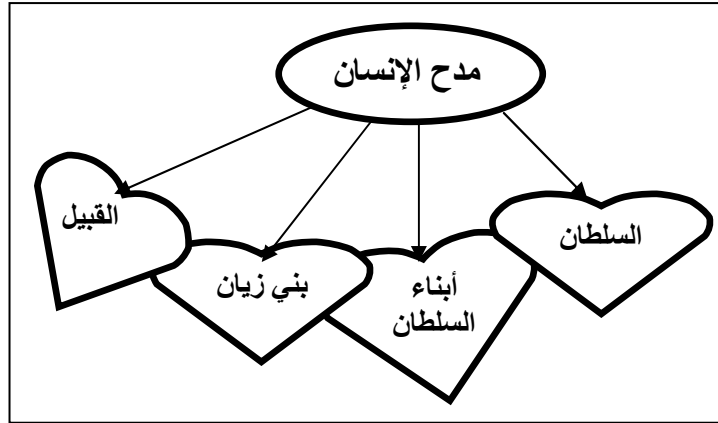 مدح الإنسان
السلطان
أبناء
السلطان
بني زيان
القبيل